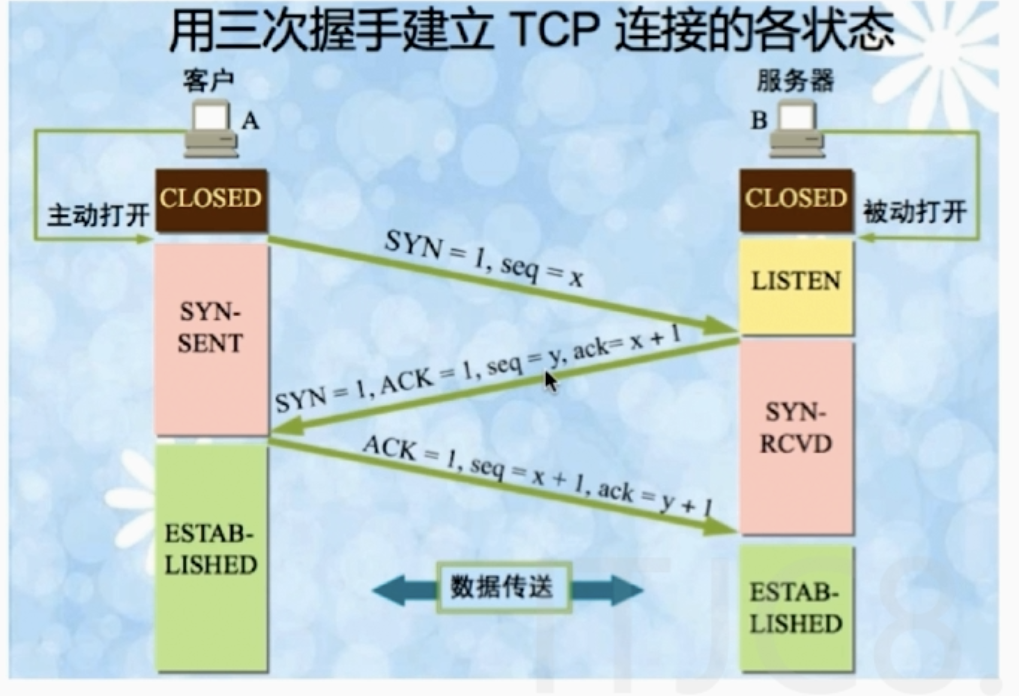 用三次握手建立 TCP 连接的各状态
客户
服务器
A
B
CLOSED
CLOSED
主动打开
被动打开
SYN = 1, seq = x
LISTEN
SYN-
SENT
SYN = 1, ACK = 1, seq = y, ack= x + 1
SYN-
RCVD
ACK = 1, seq = x + 1, ack = y + 1
ESTAB-
LISHED
数据传送
ESTAB-
LISHED